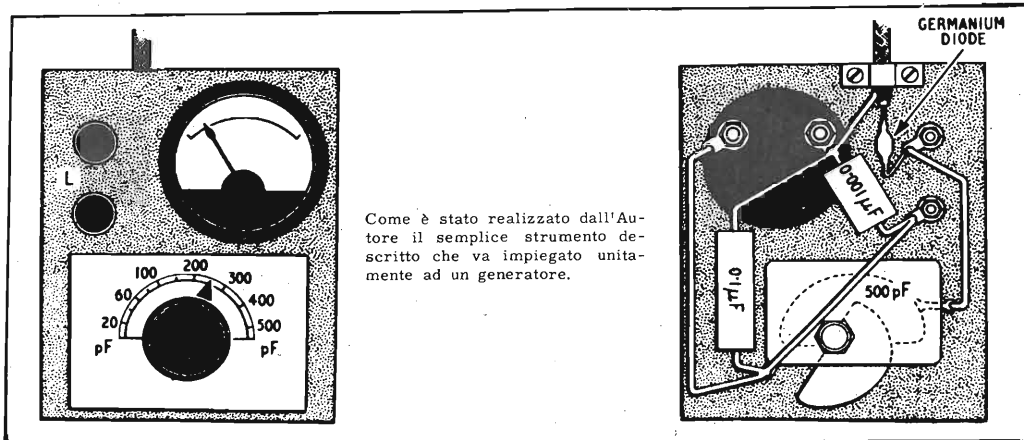 L
20
60
100
200
300
400
500
pF
pF
Come è stato realizzato dall'Au-
tore il semplice strumento de-
scritto che va impiegato unita-
mente ad un generatore.
GERMANIUM
DIODE
0.001 µF
0.1 µF
500 pF